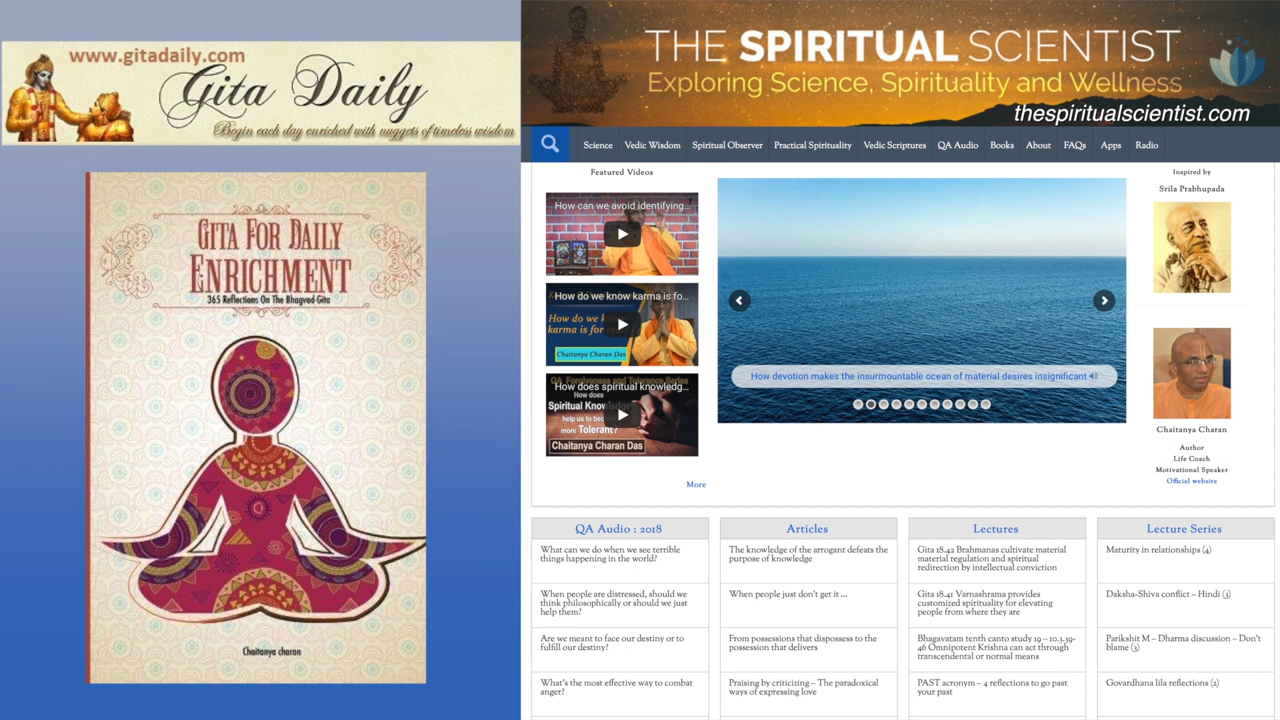 www.gitadaily.com
Gita Daily
Begin each day enriched with nuggets of timeless wisdom
GITA FOR DAILY
ENRICHMENT
365 Reflections On The Bhagvad-Gita
Chaitanya charan
THE SPIRITUAL SCIENTIST
Exploring Science, Spirituality and Wellness
thespiritualscientist.com
Science Vedic Wisdom Spiritual Observer Practical Spirituality Vedic Scriptures QA Audio Books About FAQs Apps Radio
Featured Videos
How can we avoid identifying...
How do we know karma is fo...
How do we k
karma is for
Chaitanya Charan Das
QA - Forgiveness and Tolerance Series
How does spiritual knowledg...
How does
Spiritual Know
help us to be
more Tolerant?
Chaitanya Charan Das
More
How devotion makes the insurmountable ocean of material desires insignificant
Inspired by
Srila Prabhupada
Chaitanya Charan
Author
Life Coach
Motivational Speaker
Official website
QA Audio : 2018
What can we do when we see terrible
things happening in the world?
When people are distressed, should we
think philosophically or should we just
help them?
Are we meant to face our destiny or to
fulfill our destiny?
What's the most effective way to combat
anger?
Articles
The knowledge of the arrogant defeats the
purpose of knowledge
When people just don't get it ...
From possessions that dispossess to the
possession that delivers
Praising by criticizing – The paradoxical
ways of expressing love
Lectures
Gita 18.42 Brahmanas cultivate material
material regulation and spiritual
redirection by intellectual conviction
Gita 18.41 Varnashrama provides
customized spirituality for elevating
people from where they are
Bhagavatam tenth canto study 19 – 10.3.39-
46 Omnipotent Krishna can act through
transcendental or normal means
PAST acronym – 4 reflections to go past
your past
Lecture Series
Maturity in relationships (4)
Daksha-Shiva conflict – Hindi (3)
Parikshit M – Dharma discussion – Don't
blame (3)
Govardhana lila reflections (2)